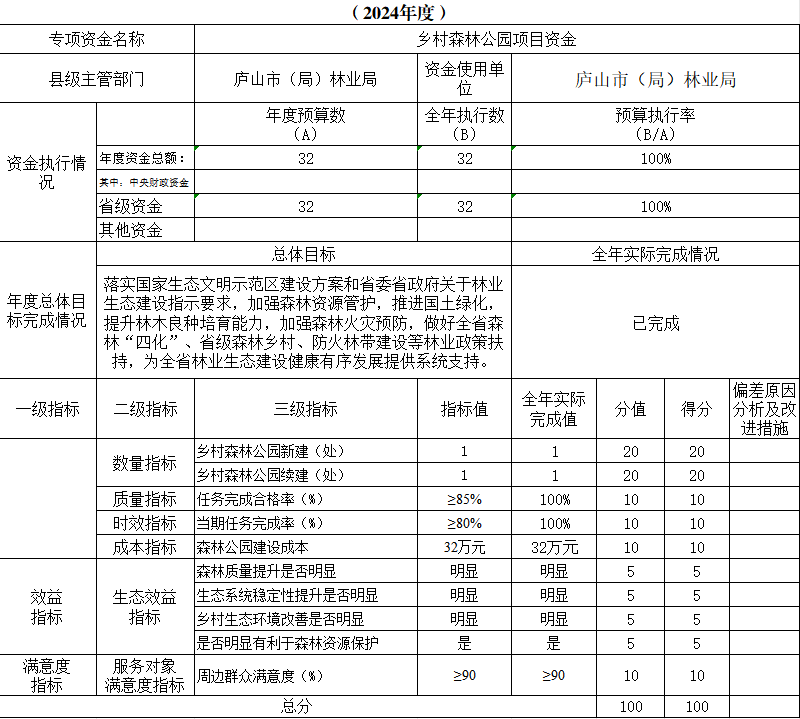 （2024年度）
专项资金名称 乡村森林公园项目资金
县级主管部门 庐山市（局）林业局 资金使用单位 庐山市（局）林业局
资金执行情况 年度预算数（A） 全年执行数（B） 预算执行率（B/A）
年度资金总额： 32 32 100%
其中：中央财政资金
省级资金 32 32 100%
其他资金
年度总体目标完成情况 总体目标 全年实际完成情况
落实国家生态文明示范区建设方案和省委省政府关于林业
生态建设指示要求，加强森林资源管护，推进国土绿化，
提升林木良种培育能力，加强森林火灾预防，做好全省森
林“四化”、省级森林乡村、防火林带建设等林业政策扶
持，为全省林业生态建设健康有序发展提供系统支持。
已完成
一级指标 二级指标 三级指标 指标值 全年实际完成值 分值 得分 偏差原因分析及改进措施
数量指标 乡村森林公园新建（处） 1 1 20 20
乡村森林公园续建（处） 1 1 20 20
质量指标 任务完成合格率（%） ≥85% 100% 10 10
时效指标 当期任务完成率（%） ≥80% 100% 10 10
成本指标 森林公园建设成本 32万元 32万元 10 10
效益指标 生态效益指标 森林质量提升是否明显 明显 明显 5 5
生态系统稳定性提升是否明显 明显 明显 5 5
乡村生态环境改善是否明显 明显 明显 5 5
是否明显有利于森林资源保护 是 是 5 5
满意度指标 服务对象满意度指标 周边群众满意度（%） ≥90 ≥90 10 10
总分 100 100